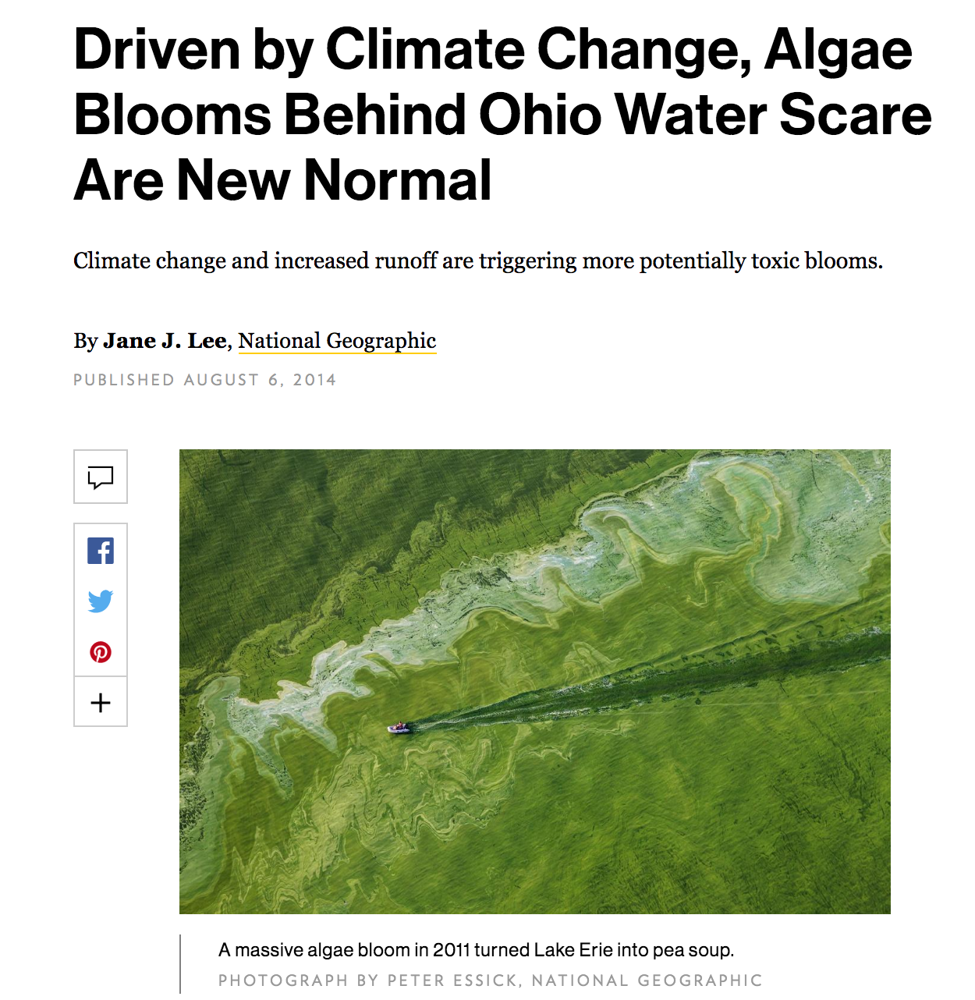 Driven by Climate Change, Algae
Blooms Behind Ohio Water Scare
Are New Normal
Climate change and increased runoff are triggering more potentially toxic blooms.
By Jane J. Lee, National Geographic
PUBLISHED AUGUST 6, 2014
A massive algae bloom in 2011 turned Lake Erie into pea soup.
PHOTOGRAPH BY PETER ESSICK, NATIONAL GEOGRAPHIC